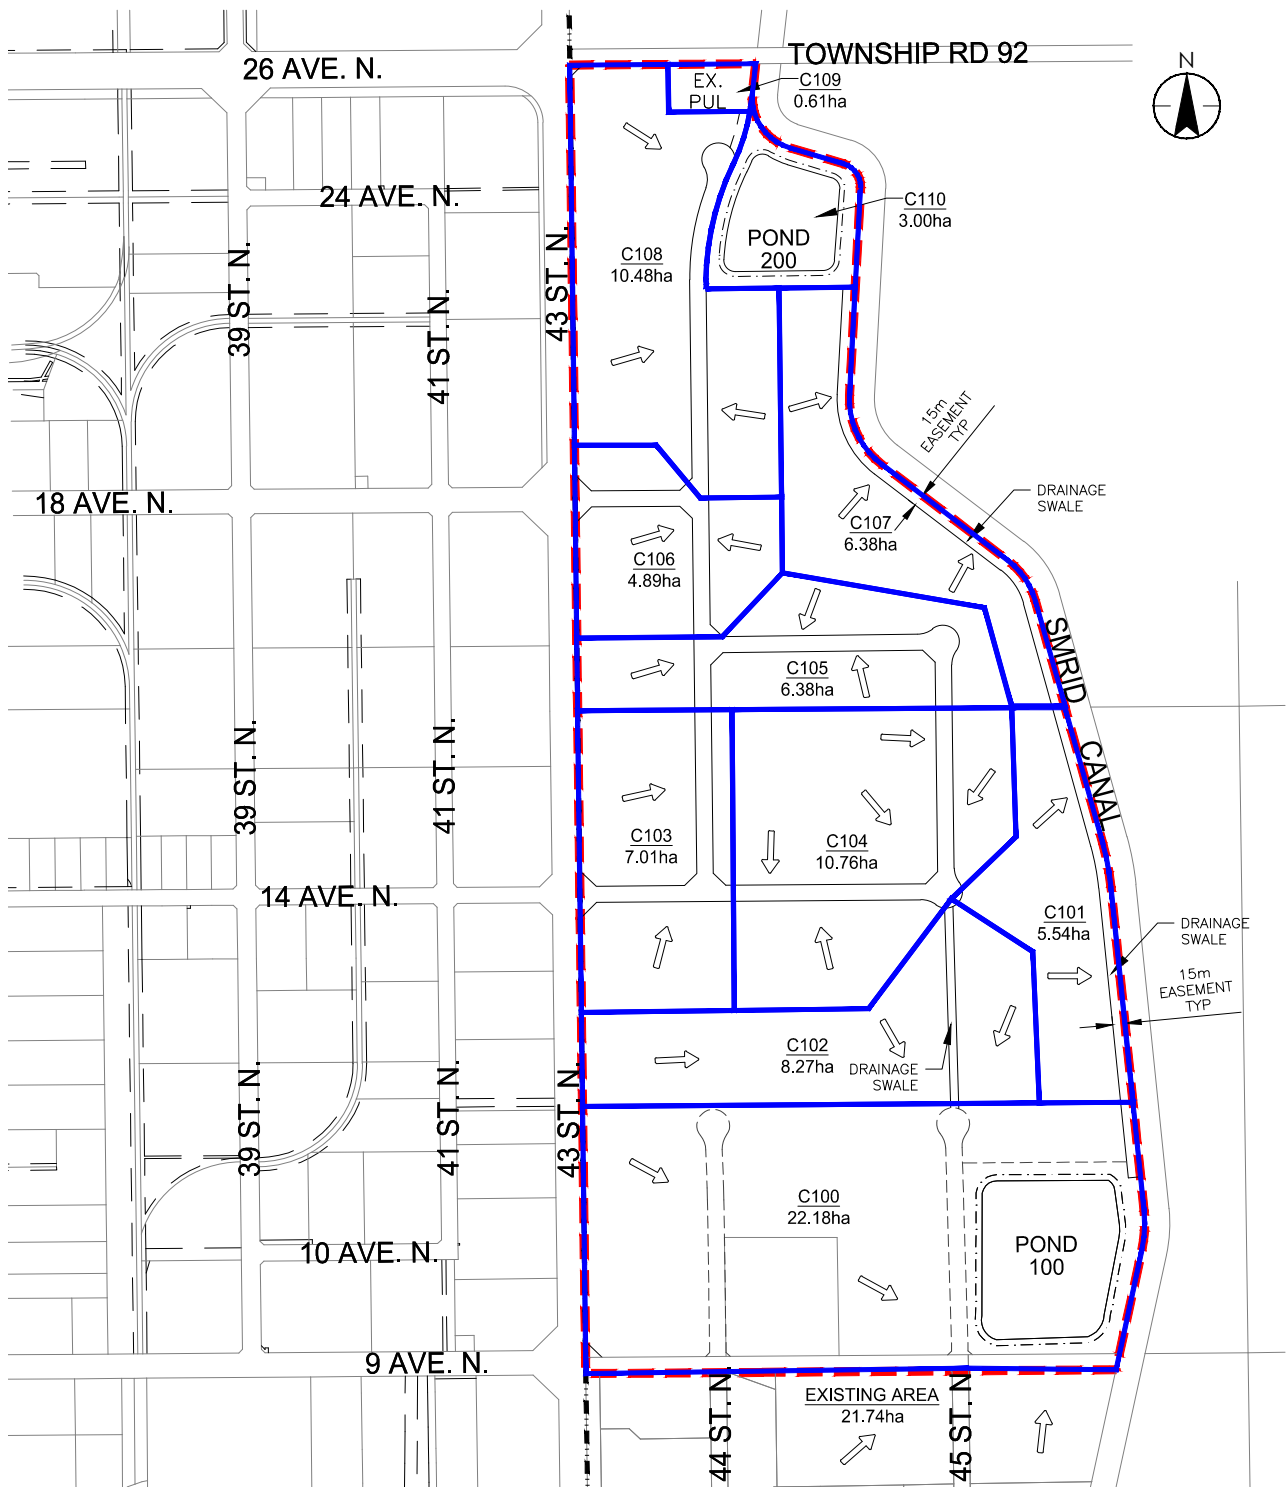 TOWNSHIP RD 92
26 AVE. N.
N
EX.
PUL
C109
0.61ha
24 AVE. N.
C110
3.00ha
POND
200
39 ST. N.
41 ST. N.
43 ST. N.
C108
10.48ha
15m
EASEMENT
TYP
18 AVE. N.
DRAINAGE
SWALE
C107
6.38ha
C106
4.89ha
SMRID
CANAL
C105
6.38ha
39 ST. N.
41 ST. N.
C103
7.01ha
C104
10.76ha
14 AVE. N.
C101
5.54ha
DRAINAGE
SWALE
15m
EASEMENT
TYP
C102
8.27ha
DRAINAGE
SWALE
39 ST. N.
41 ST. N.
43 ST. N.
C100
22.18ha
10 AVE. N.
POND
100
9 AVE. N.
EXISTING AREA
21.74ha
44 ST. N
45 ST. N